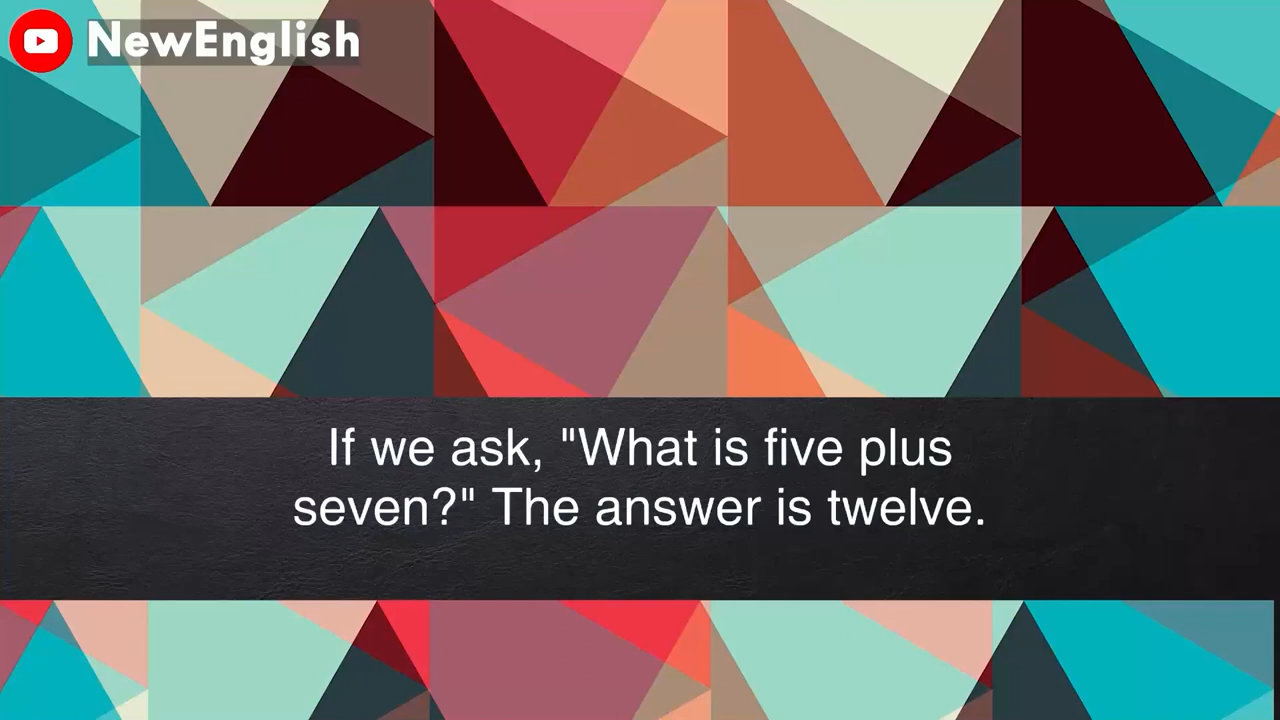 NewEnglish
If we ask, "What is five plus
seven?" The answer is twelve.